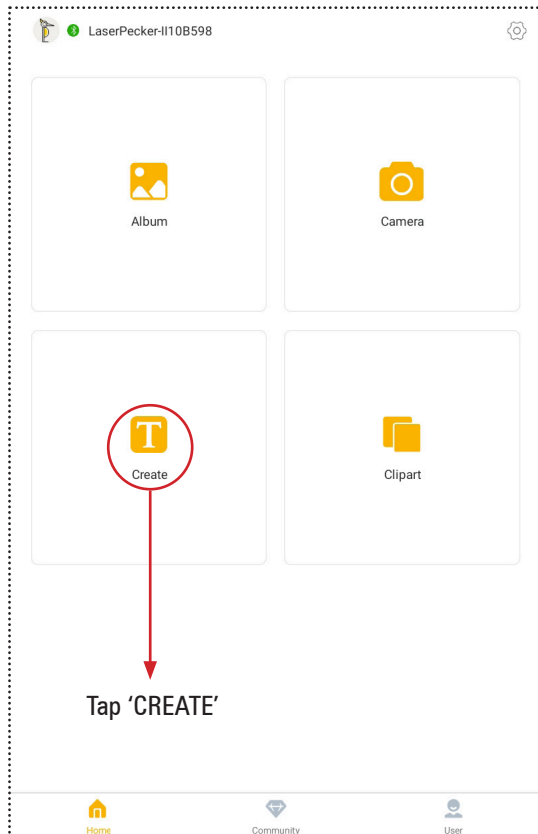 LaserPecker-II10B598
Album
Camera
Create
Clipart
Tap ‘CREATE’
Home
Community
User